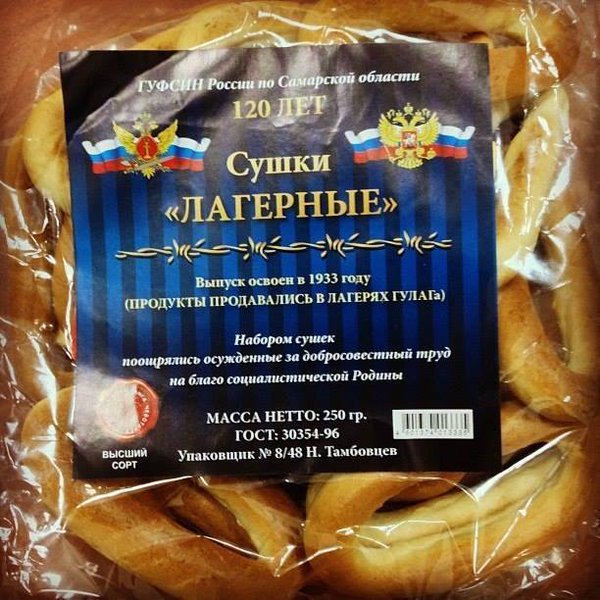 ГУФСИН России по Самарской области
120 ЛЕТ
Сушки
«ЛАГЕРНЫЕ»
Выпуск освоен в 1933 году
(ПРОДУКТЫ ПРОДАВАЛИСЬ В ЛАГЕРЯХ ГУЛАГа)
Набором сушек
поощрялись осужденные за добросовестный труд
на благо социалистической Родины
МАССА НЕТТО: 250 гр.
ГОСТ: 30354-96
Упаковщик № 8/48 Н. Тамбовцев
ВЫСШИЙ
СОРТ